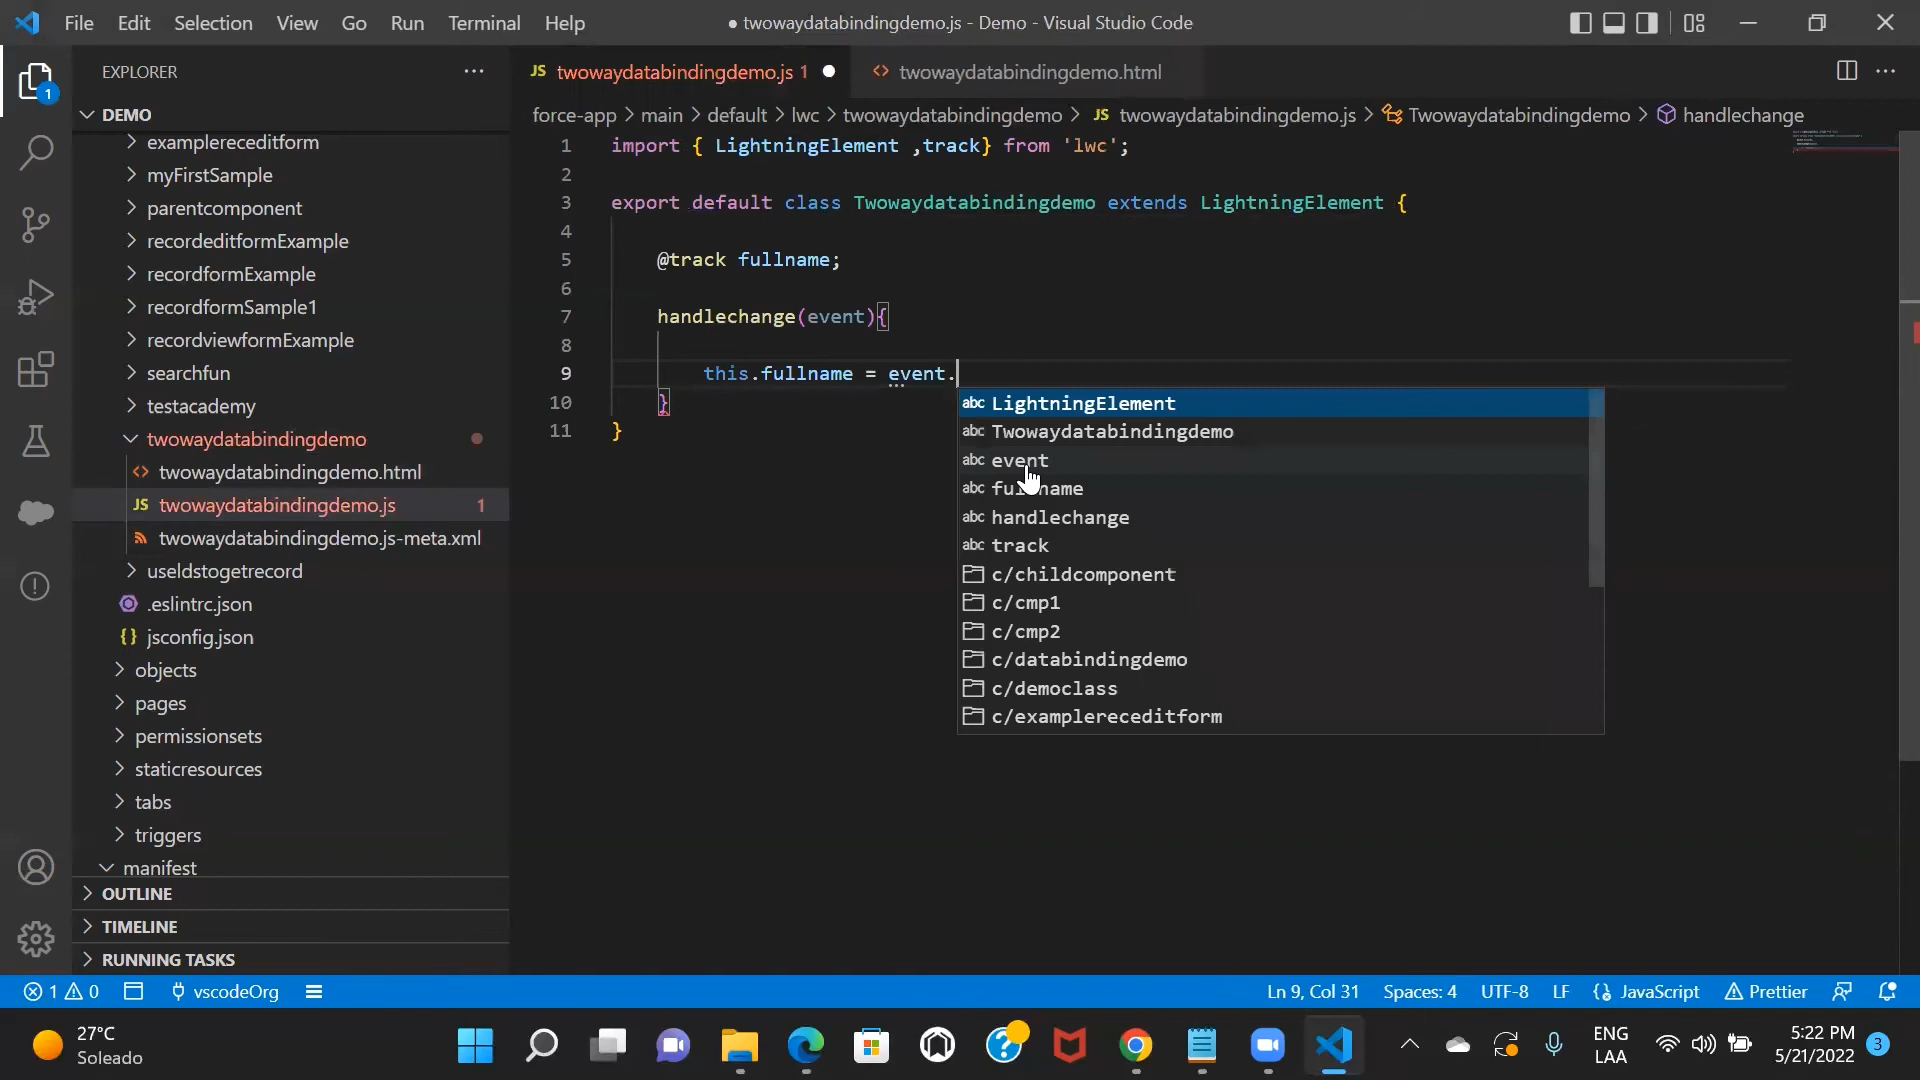 File Edit Selection View Go Run Terminal Help
● twowaydatabindingdemo.js - Demo - Visual Studio Code
EXPLORER
1
DEMO
examplereceditform
myFirstSample
parentcomponent
recordeditformExample
recordformExample
recordformSample1
recordviewformExample
searchfun
testacademy
twowaydatabindingdemo
<> twowaydatabindingdemo.html
JS twowaydatabindingdemo.js 1
twowaydatabindingdemo.js-meta.xml
useldstogetrecord
.eslintrc.json
{} jsconfig.json
objects
pages
permissionsets
staticresources
tabs
triggers
manifest
OUTLINE
TIMELINE
RUNNING TASKS
JS twowaydatabindingdemo.js 1 ●
<> twowaydatabindingdemo.html
force-app > main > default > lwc > twowaydatabindingdemo > JS twowaydatabindingdemo.js > Twowaydatabindingdemo > handlechange
1 import { LightningElement ,track} from 'lwc';
2
3 export default class Twowaydatabindingdemo extends LightningElement {
4
5 @track fullname;
6
7 handlechange(event){
8
9 this.fullname = event.
10 }
11 }
abc LightningElement
abc Twowaydatabindingdemo
abc event
abc fullname
abc handlechange
abc track
c/childcomponent
c/cmp1
c/cmp2
c/databindingdemo
c/democlass
c/examplereceditform
1 0 vscodeOrg
Ln 9, Col 31 Spaces: 4 UTF-8 LF {} JavaScript Prettier
27°C
Soleado
ENG
LAA
5:22 PM
5/21/2022
3